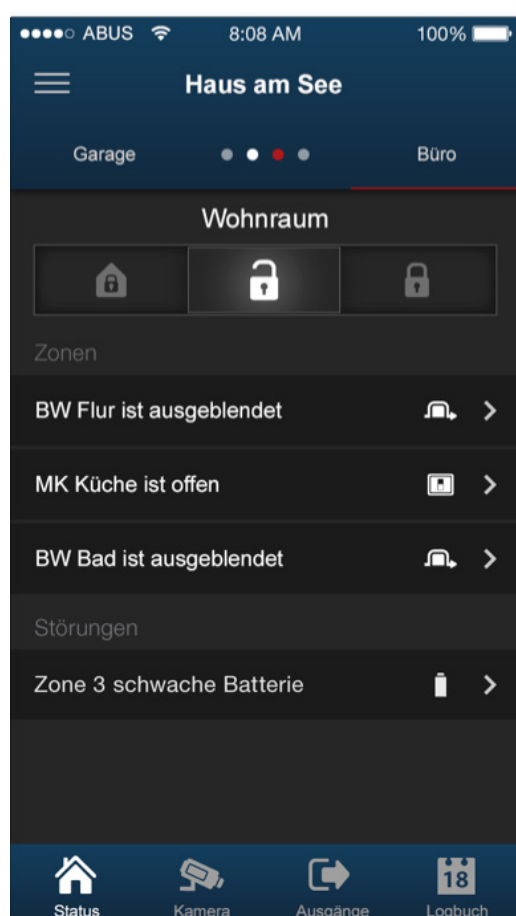 ABUS 8:08 AM 100%
Haus am See
Garage Büro
Wohnraum
Zonen
BW Flur ist ausgeblendet
MK Küche ist offen
BW Bad ist ausgeblendet
Störungen
Zone 3 schwache Batterie
18
Status Kamera Ausgänge Logbuch